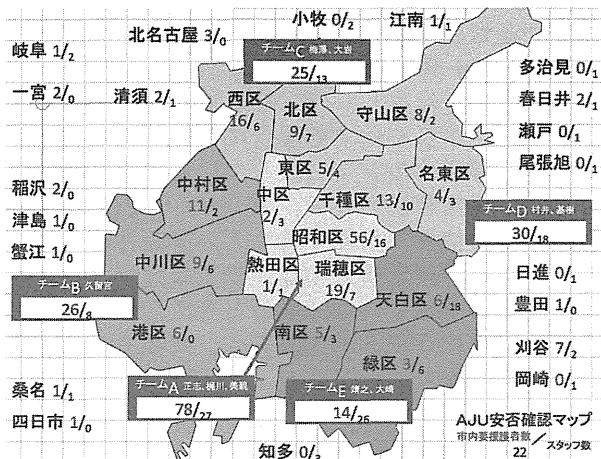 小牧 0/2
江南 1/1
北名古屋 3/0
岐阜 1/2
チームC 梅澤、大岩
25/13
多治見 0/1
一宮 2/0
清須 2/1
西区
16/6
北区
9/7
守山区 8/2
春日井 2/1
瀬戸 0/1
尾張旭 0/1
東区 5/4
名東区
4/3
稲沢 2/0
津島 1/0
蟹江 1/0
中村区
11/2
中区
2/3
千種区 13/10
チームD 村井、
30/18
昭和区 56/16
中川区 9/6
熱田区
1/1
瑞穂区
19/7
天白区 6/18
日進 0/1
豊田 1/0
チームB 久留宮
26/8
港区 6/0
南区 5/3
緑区 3/6
刈谷 7/2
岡崎 0/1
桑名 1/1
四日市 1/0
チームA 正志、梶川、美親
78/27
チームE 靖之、大嶋
14/26
知多 0/3
AJU安否確認マップ
市内要援護者数/スタッフ数
22